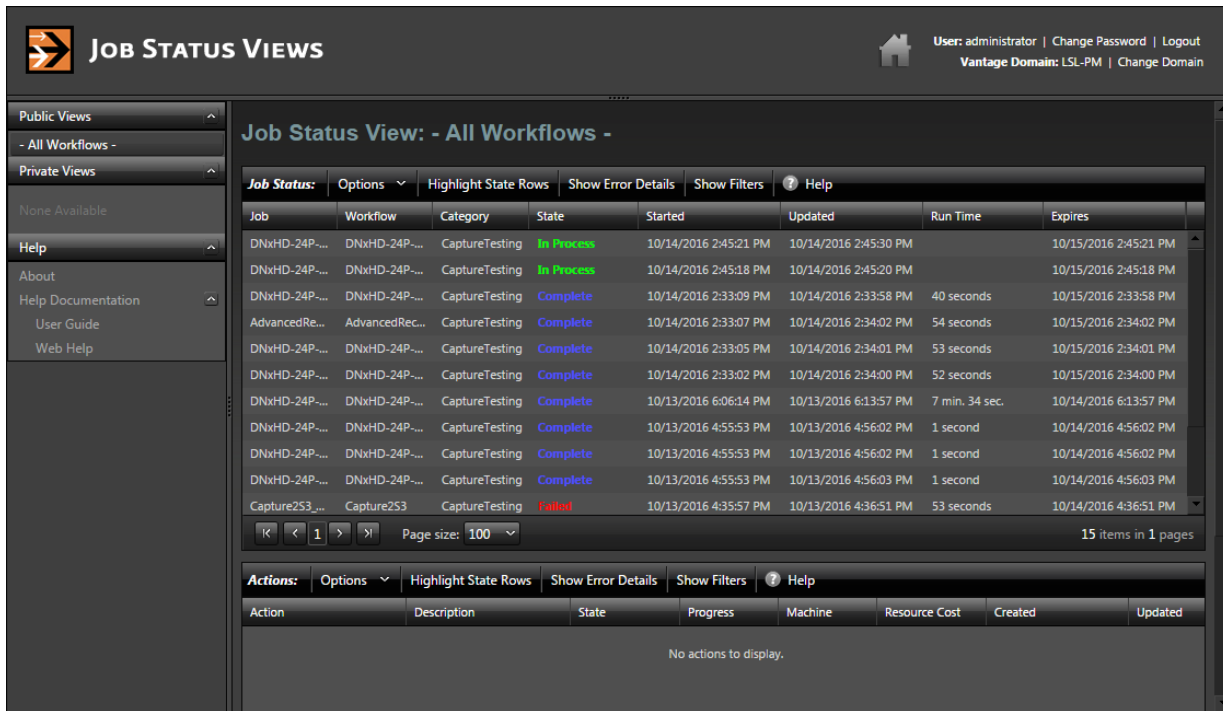 JOB STATUS VIEWS
User: administrator | Change Password | Logout
Vantage Domain: LSL-PM | Change Domain
Public Views
- All Workflows -
Private Views
None Available
Help
About
Help Documentation
User Guide
Web Help
Job Status View: - All Workflows -
Job Status: Options Highlight State Rows Show Error Details Show Filters ? Help
Job Workflow Category State Started Updated Run Time Expires
DNxHD-24P-... DNxHD-24P-... CaptureTesting In Process 10/14/2016 2:45:21 PM 10/14/2016 2:45:30 PM 10/15/2016 2:45:21 PM
DNxHD-24P-... DNxHD-24P-... CaptureTesting In Process 10/14/2016 2:45:18 PM 10/14/2016 2:45:20 PM 10/15/2016 2:45:18 PM
DNxHD-24P-... DNxHD-24P-... CaptureTesting Complete 10/14/2016 2:33:09 PM 10/14/2016 2:33:58 PM 40 seconds 10/15/2016 2:33:58 PM
AdvancedRe... AdvancedRec... CaptureTesting Complete 10/14/2016 2:33:07 PM 10/14/2016 2:34:02 PM 54 seconds 10/15/2016 2:34:02 PM
DNxHD-24P-... DNxHD-24P-... CaptureTesting Complete 10/14/2016 2:33:05 PM 10/14/2016 2:34:01 PM 53 seconds 10/15/2016 2:34:01 PM
DNxHD-24P-... DNxHD-24P-... CaptureTesting Complete 10/14/2016 2:33:02 PM 10/14/2016 2:34:00 PM 52 seconds 10/15/2016 2:34:00 PM
DNxHD-24P-... DNxHD-24P-... CaptureTesting Complete 10/13/2016 6:06:14 PM 10/13/2016 6:13:57 PM 7 min. 34 sec. 10/14/2016 6:13:57 PM
DNxHD-24P-... DNxHD-24P-... CaptureTesting Complete 10/13/2016 4:55:53 PM 10/13/2016 4:56:02 PM 1 second 10/14/2016 4:56:02 PM
DNxHD-24P-... DNxHD-24P-... CaptureTesting Complete 10/13/2016 4:55:53 PM 10/13/2016 4:56:02 PM 1 second 10/14/2016 4:56:02 PM
DNxHD-24P-... DNxHD-24P-... CaptureTesting Complete 10/13/2016 4:55:53 PM 10/13/2016 4:56:03 PM 1 second 10/14/2016 4:56:03 PM
Capture2S3_... Capture2S3 CaptureTesting Failed 10/13/2016 4:35:57 PM 10/13/2016 4:36:51 PM 53 seconds 10/14/2016 4:36:51 PM
1 Page size: 100 15 items in 1 pages
Actions: Options Highlight State Rows Show Error Details Show Filters ? Help
Action Description State Progress Machine Resource Cost Created Updated
No actions to display.